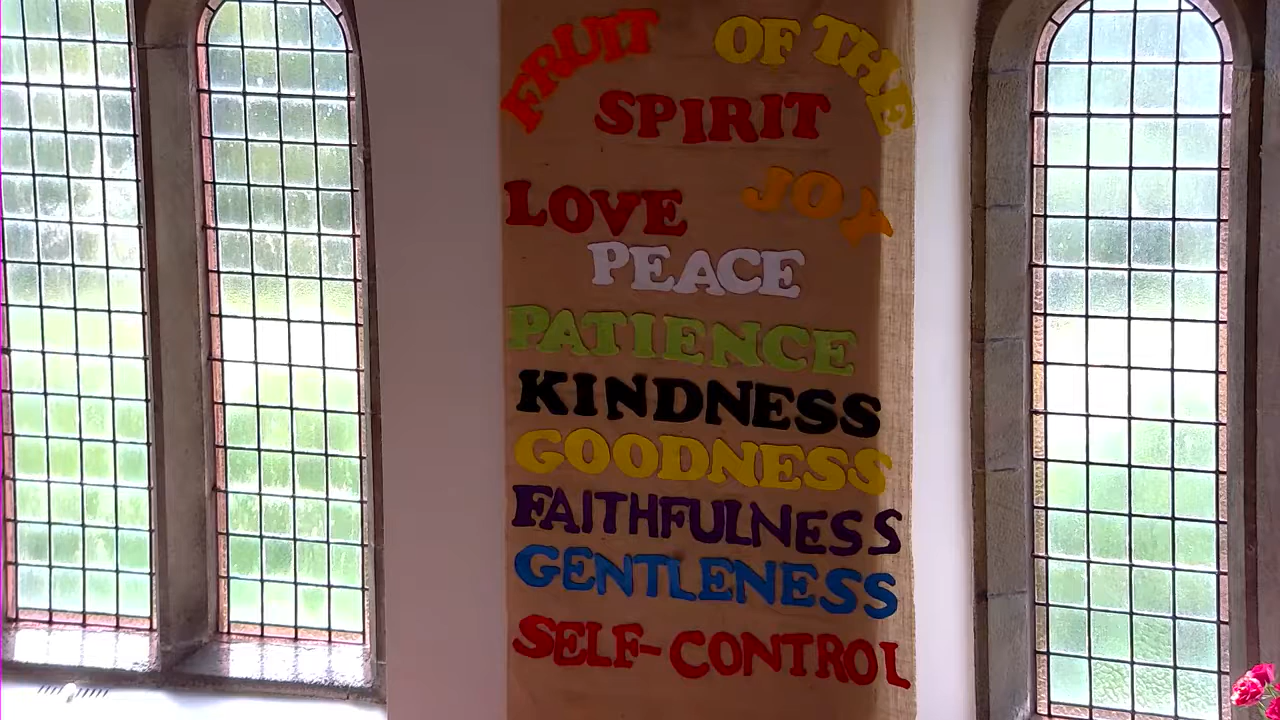 FRUIT OF THE
SPIRIT
LOVE JOY
PEACE
PATIENCE
KINDNESS
GOODNESS
FAITHFULNESS
GENTLENESS
SELF-CONTROL